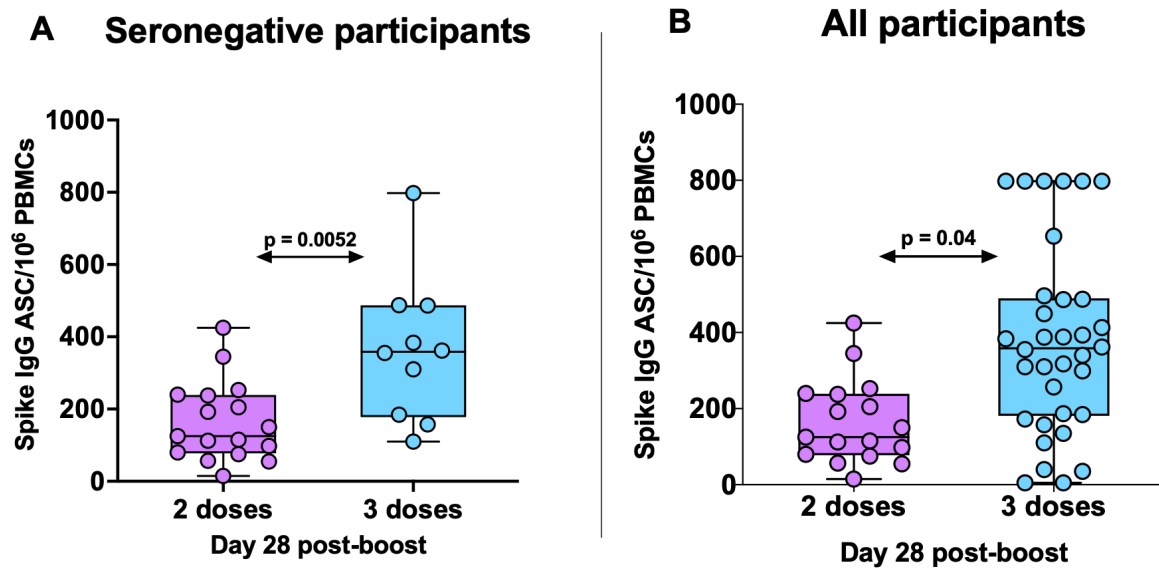 A Seronegative participants
Spike IgG ASC/10⁶ PBMCs
1000
800
600
400
200
0
p = 0.0052
2 doses 3 doses
Day 28 post-boost
B All participants
Spike IgG ASC/10⁶ PBMCs
1000
800
600
400
200
0
p = 0.04
2 doses 3 doses
Day 28 post-boost